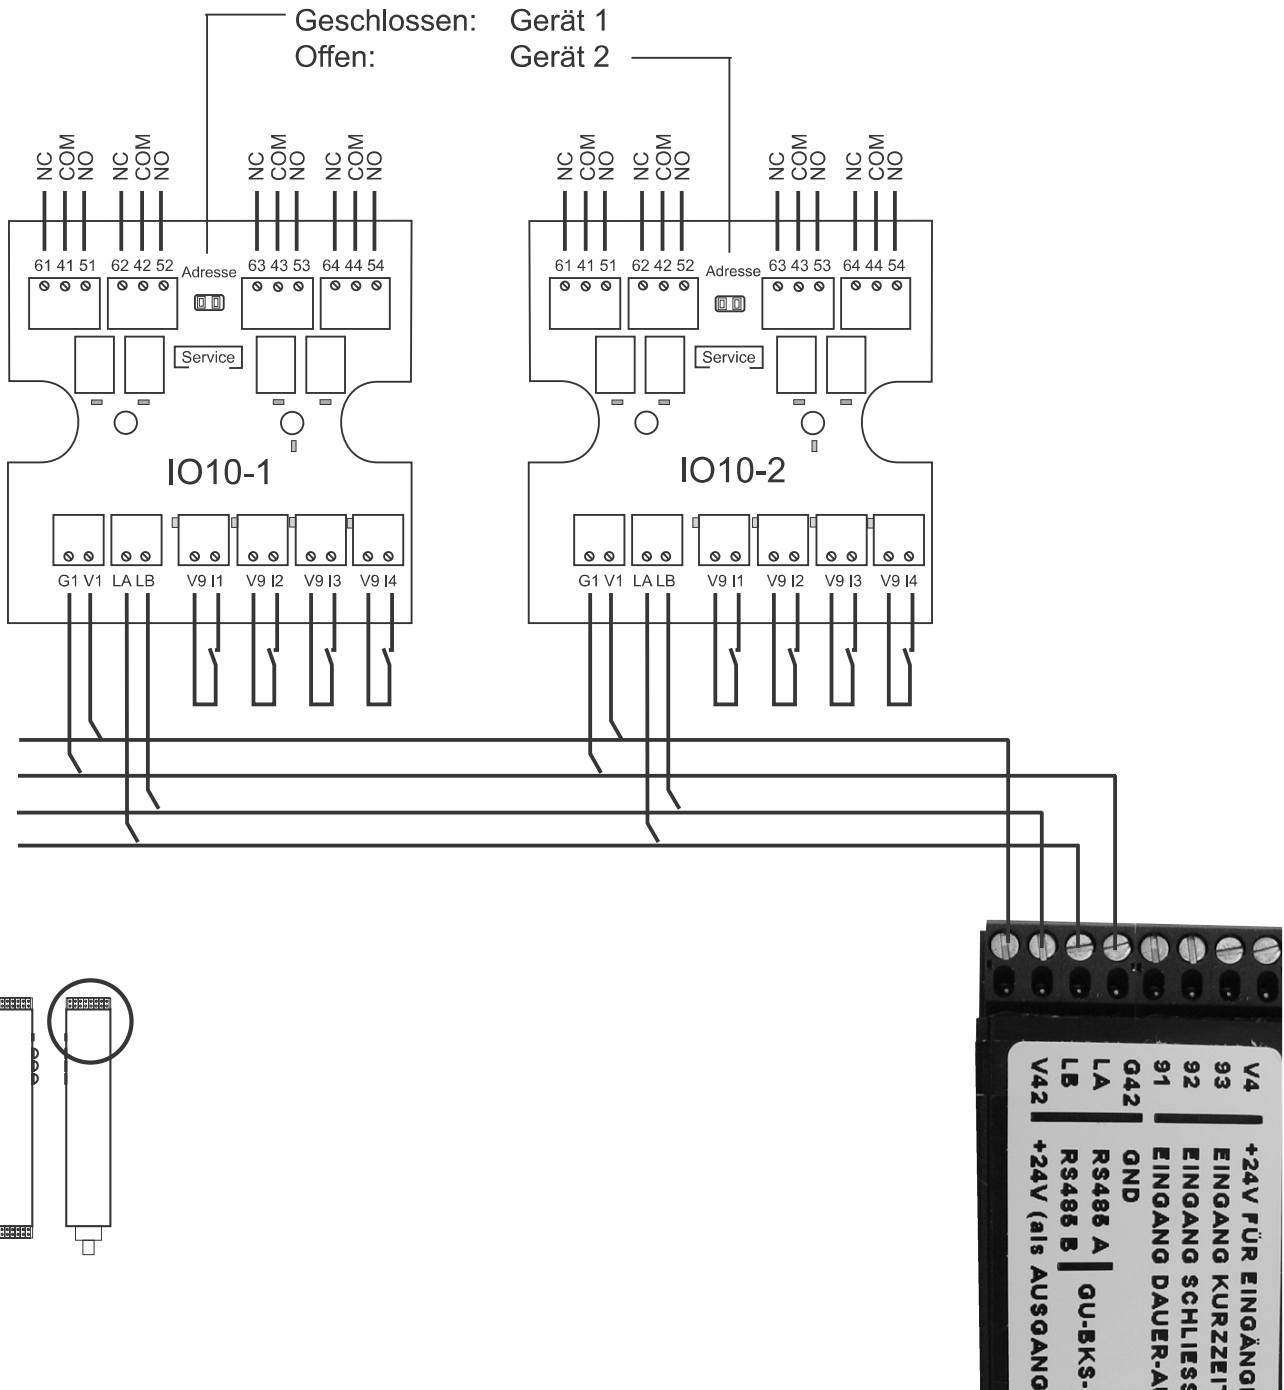 Geschlossen: Gerät 1
Offen: Gerät 2
NC COM NO NC COM NO NC COM NO NC COM NO
61 41 51 62 42 52 Adresse 63 43 53 64 44 54
Service
IO10-1
G1 V1 LA LB V9 I1 V9 I2 V9 I3 V9 I4
NC COM NO NC COM NO NC COM NO NC COM NO
61 41 51 62 42 52 Adresse 63 43 53 64 44 54
Service
IO10-2
G1 V1 LA LB V9 I1 V9 I2 V9 I3 V9 I4
V4 +24V FÜR EINGÄNG
93 EINGANG KURZZEIT
92 EINGANG SCHLIESS
91 EINGANG DAUER-A
G42 GND
LA RS485 A
LB RS485 B
GU-BKS-
V42 +24V (als AUSGANG